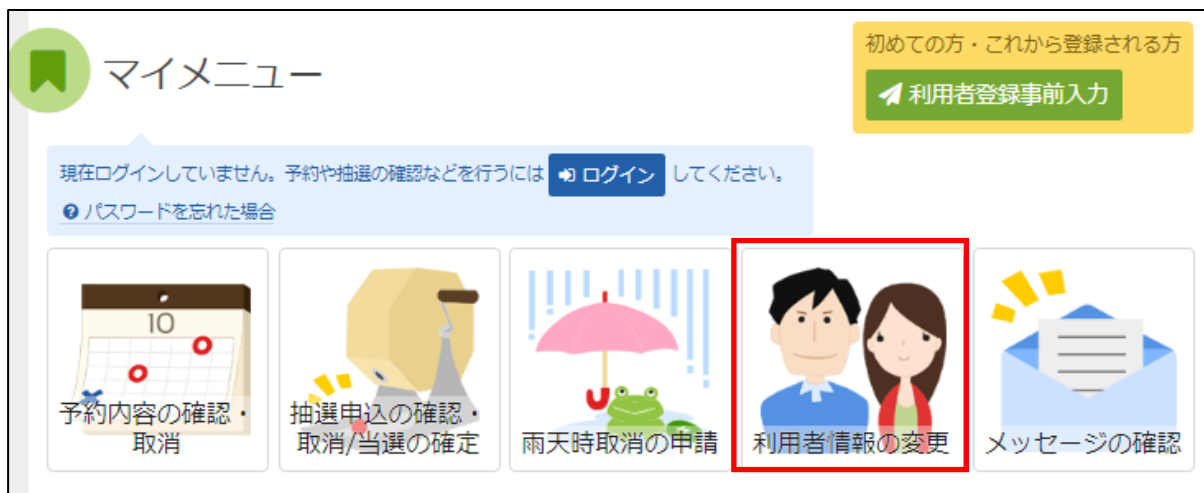 マイメニュー
初めての方・これから登録される方
利用者登録事前入力
現在ログインしていません。予約や抽選の確認などを行うには ログイン してください。
パスワードを忘れた場合
10
予約内容の確認・
取消
抽選申込の確認・
取消/当選の確定
雨天時取消の申請
利用者情報の変更
メッセージの確認